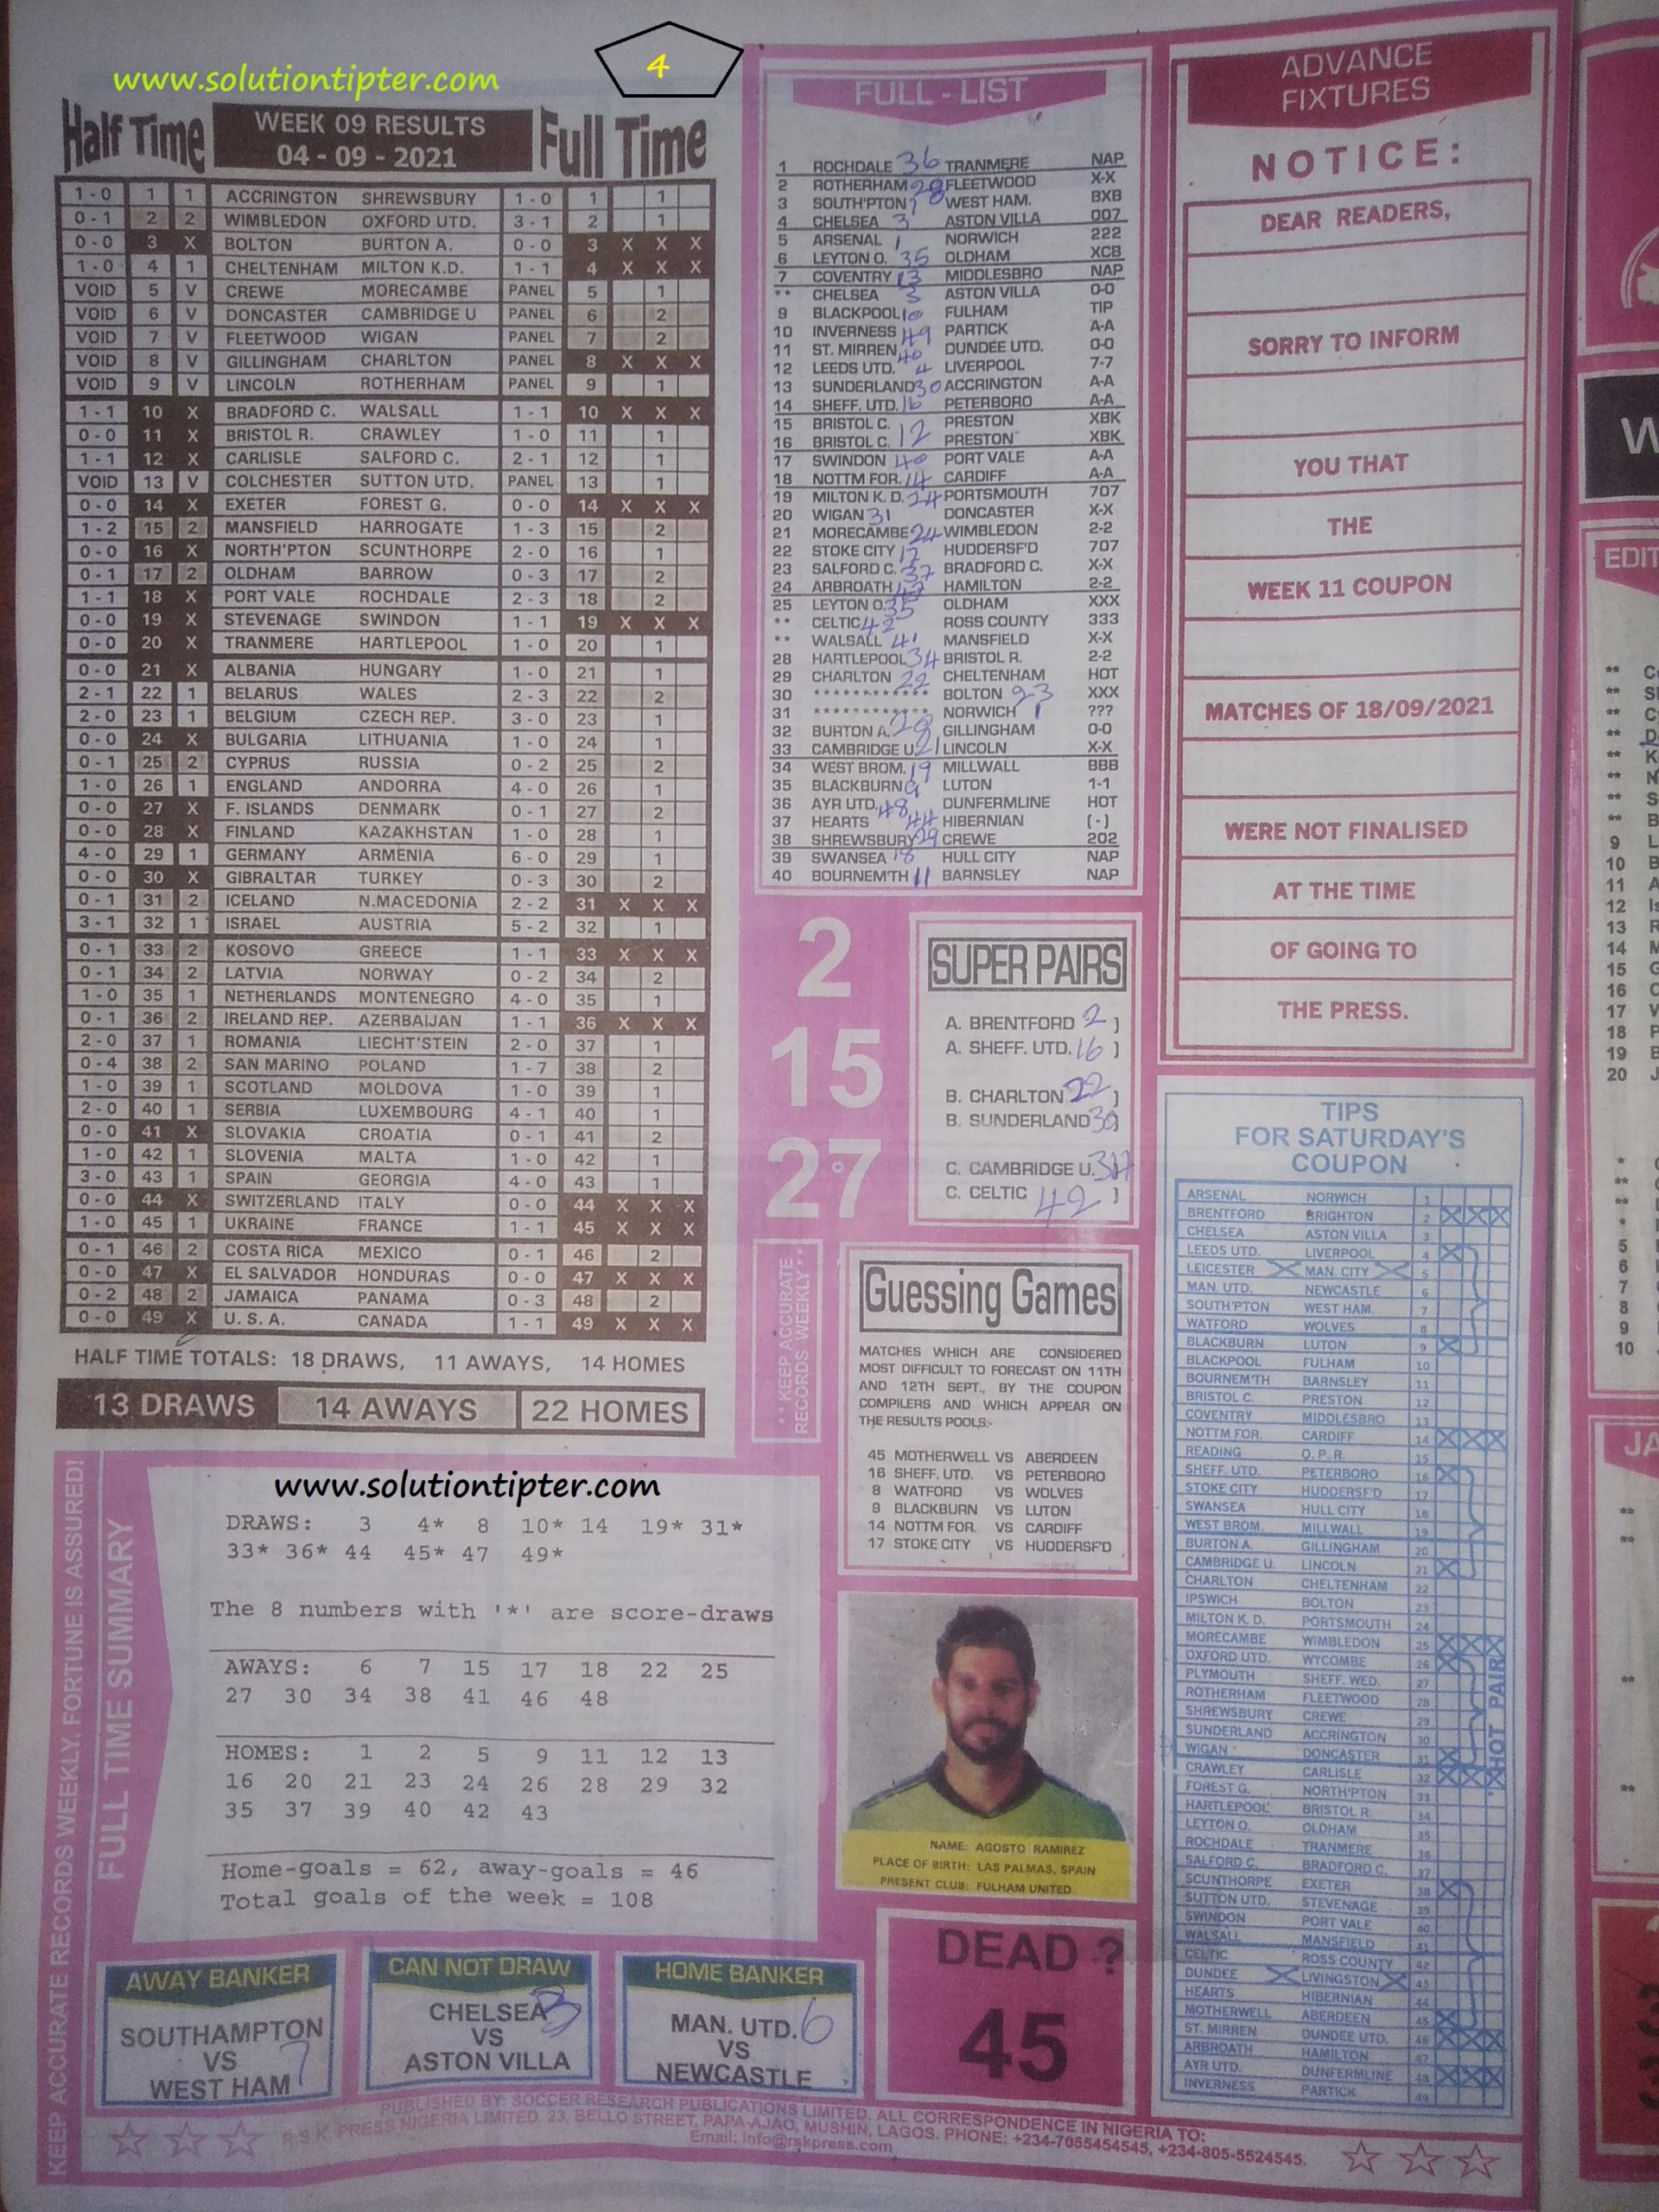 www.solutiontipter.com
4
Half Time
WEEK 09 RESULTS
04 - 09 - 2021
Full Time
1 - 0 1 1 ACCRINGTON SHREWSBURY 1 - 0 1 1
0 - 1 2 2 WIMBLEDON OXFORD UTD. 3 - 1 2 1
0 - 0 3 X BOLTON BURTON A. 0 - 0 3 X X X
1 - 0 4 1 CHELTENHAM MILTON K.D. 1 - 1 4 X X X
VOID 5 V CREWE MORECAMBE PANEL 5 1
VOID 6 V DONCASTER CAMBRIDGE U PANEL 6 2
VOID 7 V FLEETWOOD WIGAN PANEL 7 2
VOID 8 V GILLINGHAM CHARLTON PANEL 8 X X X
VOID 9 V LINCOLN ROTHERHAM PANEL 9 1
1 - 1 10 X BRADFORD C. WALSALL 1 - 1 10 X X X
0 - 0 11 X BRISTOL R. CRAWLEY 1 - 0 11 1
1 - 1 12 X CARLISLE SALFORD C. 2 - 1 12 1
VOID 13 V COLCHESTER SUTTON UTD. PANEL 13 1
0 - 0 14 X EXETER FOREST G. 0 - 0 14 X X X
1 - 2 15 2 MANSFIELD HARROGATE 1 - 3 15 2
0 - 0 16 X NORTH'PTON SCUNTHORPE 2 - 0 16 1
0 - 1 17 2 OLDHAM BARROW 0 - 3 17 2
1 - 1 18 X PORT VALE ROCHDALE 2 - 3 18 2
0 - 0 19 X STEVENAGE SWINDON 1 - 1 19 X X X
0 - 0 20 X TRANMERE HARTLEPOOL 1 - 0 20 1
0 - 0 21 X ALBANIA HUNGARY 1 - 0 21 1
2 - 1 22 1 BELARUS WALES 2 - 3 22 2
2 - 0 23 1 BELGIUM CZECH REP. 3 - 0 23 1
0 - 0 24 X BULGARIA LITHUANIA 1 - 0 24 1
0 - 1 25 2 CYPRUS RUSSIA 0 - 2 25 2
1 - 0 26 1 ENGLAND ANDORRA 4 - 0 26 1
0 - 0 27 X F. ISLANDS DENMARK 0 - 1 27 2
0 - 0 28 X FINLAND KAZAKHSTAN 1 - 0 28 1
4 - 0 29 1 GERMANY ARMENIA 6 - 0 29 1
0 - 0 30 X GIBRALTAR TURKEY 0 - 3 30 2
0 - 1 31 2 ICELAND N.MACEDONIA 2 - 2 31 X X X
3 - 1 32 1 ISRAEL AUSTRIA 5 - 2 32 1
0 - 1 33 2 KOSOVO GREECE 1 - 1 33 X X X
0 - 1 34 2 LATVIA NORWAY 0 - 2 34 2
1 - 0 35 1 NETHERLANDS MONTENEGRO 4 - 0 35 1
0 - 1 36 2 IRELAND REP. AZERBAIJAN 1 - 1 36 X X X
2 - 0 37 1 ROMANIA LIECHT'STEIN 2 - 0 37 1
0 - 4 38 2 SAN MARINO POLAND 1 - 7 38 2
1 - 0 39 1 SCOTLAND MOLDOVA 1 - 0 39 1
2 - 0 40 1 SERBIA LUXEMBOURG 4 - 1 40 1
0 - 0 41 X SLOVAKIA CROATIA 0 - 1 41 2
1 - 0 42 1 SLOVENIA MALTA 1 - 0 42 1
3 - 0 43 1 SPAIN GEORGIA 4 - 0 43 1
0 - 0 44 X SWITZERLAND ITALY 0 - 0 44 X X X
1 - 0 45 1 UKRAINE FRANCE 1 - 1 45 X X X
0 - 1 46 2 COSTA RICA MEXICO 0 - 1 46 2
0 - 0 47 X EL SALVADOR HONDURAS 0 - 0 47 X X X
0 - 2 48 2 JAMAICA PANAMA 0 - 3 48 2
0 - 0 49 X U. S. A. CANADA 1 - 1 49 X X X
HALF TIME TOTALS: 18 DRAWS, 11 AWAYS, 14 HOMES
13 DRAWS 14 AWAYS 22 HOMES
KEEP ACCURATE RECORDS WEEKLY. FORTUNE IS ASSURED!
FULL TIME SUMMARY
www.solutiontipter.com
DRAWS: 3 4* 8 10* 14 19* 31*
33* 36* 44 45* 47 49*
The 8 numbers with '*' are score-draws
AWAYS: 6 7 15 17 18 22 25
27 30 34 38 41 46 48
HOMES: 1 2 5 9 11 12 13
16 20 21 23 24 26 28 29 32
35 37 39 40 42 43
Home-goals = 62, away-goals = 46
Total goals of the week = 108
AWAY BANKER
SOUTHAMPTON
VS 7
WEST HAM
CAN NOT DRAW
CHELSEA 3
VS
ASTON VILLA
HOME BANKER
MAN. UTD. 6
VS
NEWCASTLE
FULL - LIST
1 ROCHDALE 36 TRANMERE NAP
2 ROTHERHAM 28 FLEETWOOD X-X
3 SOUTH'PTON 7 WEST HAM. BXB
4 CHELSEA 3 ASTON VILLA 007
5 ARSENAL 1 NORWICH 222
6 LEYTON O. 35 OLDHAM XCB
7 COVENTRY 13 MIDDLESBRO NAP
** CHELSEA 3 ASTON VILLA 0-0
9 BLACKPOOL 10 FULHAM TIP
10 INVERNESS 49 PARTICK A-A
11 ST. MIRREN 46 DUNDEE UTD. 0-0
12 LEEDS UTD. 4 LIVERPOOL 7-7
13 SUNDERLAND 30 ACCRINGTON A-A
14 SHEFF. UTD. 16 PETERBORO A-A
15 BRISTOL C. PRESTON XBK
16 BRISTOL C. 12 PRESTON XBK
17 SWINDON 40 PORT VALE A-A
18 NOTTM FOR. 14 CARDIFF A-A
19 MILTON K. D. 24 PORTSMOUTH 707
20 WIGAN 31 DONCASTER X-X
21 MORECAMBE 24 WIMBLEDON 2-2
22 STOKE CITY 17 HUDDERSF'D 707
23 SALFORD C. 37 BRADFORD C. X-X
24 ARBROATH 47 HAMILTON 2-2
25 LEYTON O. 35 OLDHAM XXX
** CELTIC 42 ROSS COUNTY 333
** WALSALL 41 MANSFIELD X-X
28 HARTLEPOOL 34 BRISTOL R. 2-2
29 CHARLTON 22 CHELTENHAM HOT
30 ************ BOLTON 23 XXX
31 ************ NORWICH 1 ???
32 BURTON A. 20 GILLINGHAM 0-0
33 CAMBRIDGE U. 21 LINCOLN X-X
34 WEST BROM. 19 MILLWALL BBB
35 BLACKBURN 9 LUTON 1-1
36 AYR UTD. 48 DUNFERMLINE HOT
37 HEARTS 44 HIBERNIAN (-)
38 SHREWSBURY 29 CREWE 202
39 SWANSEA 18 HULL CITY NAP
40 BOURNEM'TH 11 BARNSLEY NAP
2
15
27
SUPER PAIRS
A. BRENTFORD 2 )
A. SHEFF. UTD. 16 )
B. CHARLTON 22 )
B. SUNDERLAND 30 )
C. CAMBRIDGE U. )
C. CELTIC 42 )
** KEEP ACCURATE
RECORDS WEEKLY **
Guessing Games
MATCHES WHICH ARE CONSIDERED
MOST DIFFICULT TO FORECAST ON 11TH
AND 12TH SEPT., BY THE COUPON
COMPILERS AND WHICH APPEAR ON
THE RESULTS POOLS:-
45 MOTHERWELL VS ABERDEEN
16 SHEFF. UTD. VS PETERBORO
8 WATFORD VS WOLVES
9 BLACKBURN VS LUTON
14 NOTTM FOR. VS CARDIFF
17 STOKE CITY VS HUDDERSF'D
NAME: AGOSTO RAMIREZ
PLACE OF BIRTH: LAS PALMAS, SPAIN
PRESENT CLUB: FULHAM UNITED
DEAD ?
45
ADVANCE
FIXTURES
NOTICE:
DEAR READERS,
SORRY TO INFORM
YOU THAT
THE
WEEK 11 COUPON
MATCHES OF 18/09/2021
WERE NOT FINALISED
AT THE TIME
OF GOING TO
THE PRESS.
TIPS
FOR SATURDAY'S
COUPON
ARSENAL NORWICH 1
BRENTFORD BRIGHTON 2 X X X
CHELSEA ASTON VILLA 3
LEEDS UTD. LIVERPOOL 4 X
LEICESTER X MAN. CITY X 5
MAN. UTD. NEWCASTLE 6
SOUTH'PTON WEST HAM. 7
WATFORD WOLVES 8
BLACKBURN LUTON 9 X
BLACKPOOL FULHAM 10
BOURNEM'TH BARNSLEY 11
BRISTOL C. PRESTON 12
COVENTRY MIDDLESBRO 13
NOTTM FOR. CARDIFF 14 X X X
READING Q. P. R. 15
SHEFF. UTD. PETERBORO 16 X
STOKE CITY HUDDERSF'D 17
SWANSEA HULL CITY 18
WEST BROM. MILLWALL 19
BURTON A. GILLINGHAM 20
CAMBRIDGE U. LINCOLN 21 X
CHARLTON CHELTENHAM 22
IPSWICH BOLTON 23
MILTON K. D. PORTSMOUTH 24
MORECAMBE WIMBLEDON 25 X X X
OXFORD UTD. WYCOMBE 26 X
PLYMOUTH SHEFF. WED. 27
ROTHERHAM FLEETWOOD 28
SHREWSBURY CREWE 29
SUNDERLAND ACCRINGTON 30
WIGAN DONCASTER 31 X
CRAWLEY CARLISLE 32 X X X
FOREST G. NORTH'PTON 33
HARTLEPOOL BRISTOL R. 34
LEYTON O. OLDHAM 35
ROCHDALE TRANMERE 36
SALFORD C. BRADFORD C. 37
SCUNTHORPE EXETER 38 X
SUTTON UTD. STEVENAGE 39
SWINDON PORT VALE 40
WALSALL MANSFIELD 41
CELTIC ROSS COUNTY 42
DUNDEE X LIVINGSTON X 43
HEARTS HIBERNIAN 44
MOTHERWELL ABERDEEN 45 X
ST. MIRREN DUNDEE UTD. 46 X X X
ARBROATH HAMILTON 47
AYR UTD. DUNFERMLINE 48 X X X
INVERNESS PARTICK 49
HOT PAIR
PUBLISHED BY: SOCCER RESEARCH PUBLICATIONS LIMITED. ALL CORRESPONDENCE IN NIGERIA TO:
R.S.K. PRESS NIGERIA LIMITED, 23, BELLO STREET, PAPA-AJAO, MUSHIN, LAGOS. PHONE: +234-7055454545, +234-805-5524545.
Email: Info@rskpress.com
W
EDIT
9
10
11
12
13
14
15
16
17
18
19
20
5
6
7
8
9
10
JA